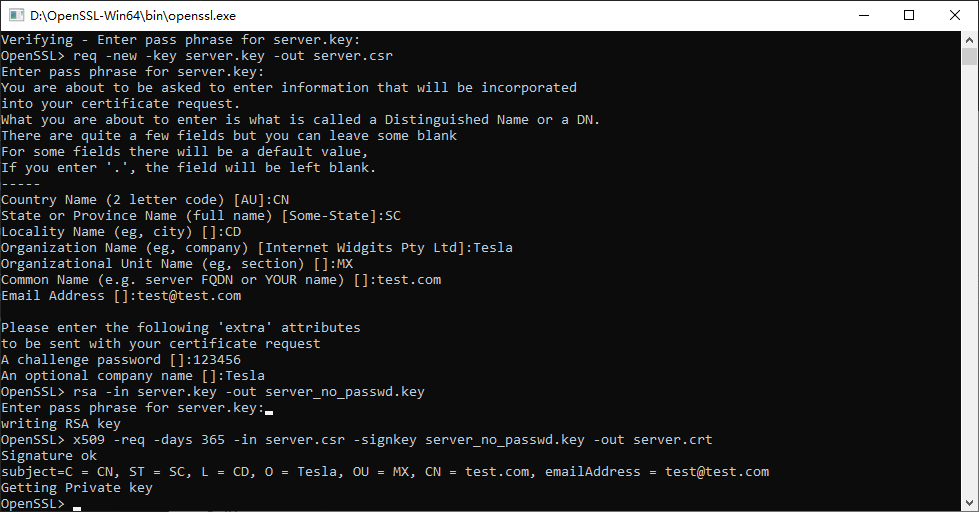 D:\OpenSSL-Win64\bin\openssl.exe
Verifying - Enter pass phrase for server.key:
OpenSSL> req -new -key server.key -out server.csr
Enter pass phrase for server.key:
You are about to be asked to enter information that will be incorporated
into your certificate request.
What you are about to enter is what is called a Distinguished Name or a DN.
There are quite a few fields but you can leave some blank
For some fields there will be a default value,
If you enter '.', the field will be left blank.
-----
Country Name (2 letter code) [AU]:CN
State or Province Name (full name) [Some-State]:SC
Locality Name (eg, city) []:CD
Organization Name (eg, company) [Internet Widgits Pty Ltd]:Tesla
Organizational Unit Name (eg, section) []:MX
Common Name (e.g. server FQDN or YOUR name) []:test.com
Email Address []:test@test.com
Please enter the following 'extra' attributes
to be sent with your certificate request
A challenge password []:123456
An optional company name []:Tesla
OpenSSL> rsa -in server.key -out server_no_passwd.key
Enter pass phrase for server.key:
writing RSA key
OpenSSL> x509 -req -days 365 -in server.csr -signkey server_no_passwd.key -out server.crt
Signature ok
subject=C = CN, ST = SC, L = CD, O = Tesla, OU = MX, CN = test.com, emailAddress = test@test.com
Getting Private key
OpenSSL>